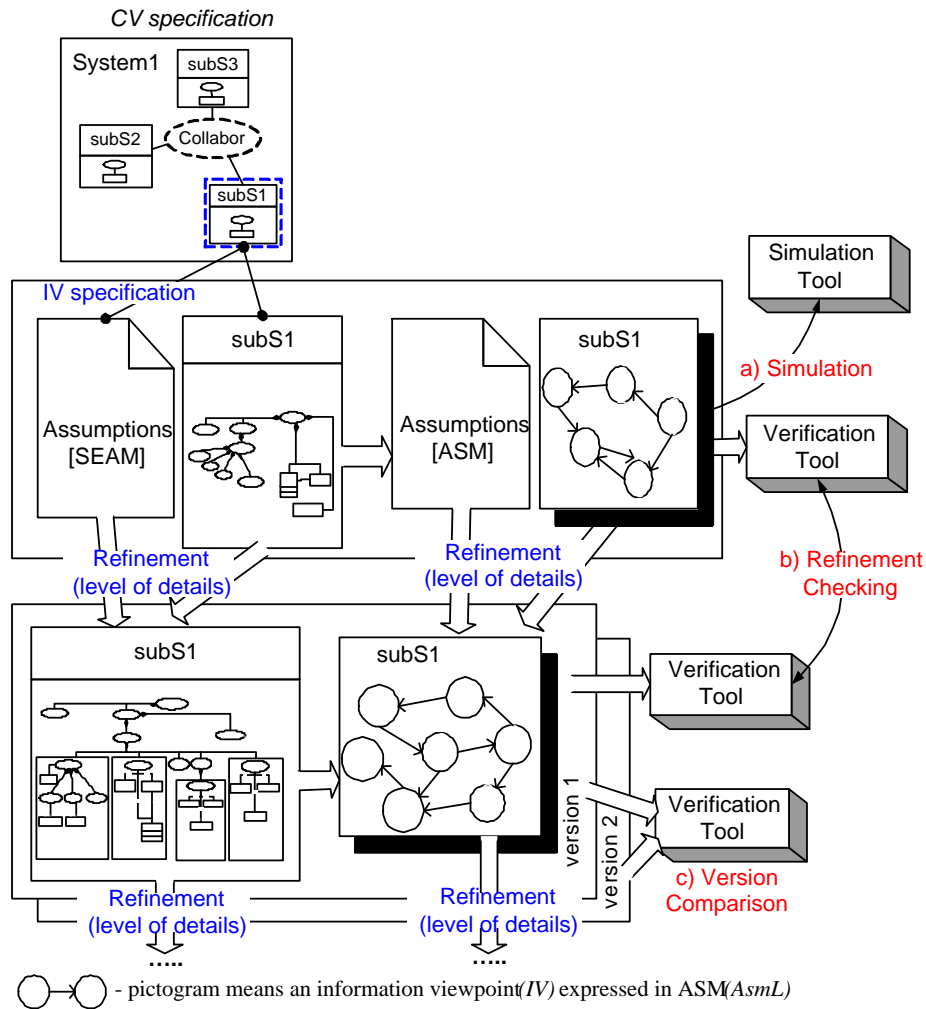 CV specification
System1
subS3
subS2
Collabor
subS1
IV specification
Simulation
Tool
subS1
subS1
a) Simulation
Assumptions
[SEAM]
Assumptions
[ASM]
Verification
Tool
Refinement
(level of details)
Refinement
(level of details)
b) Refinement
Checking
subS1
subS1
Verification
Tool
version 1
version 2
Verification
Tool
c) Version
Comparison
Refinement
(level of details)
Refinement
(level of details)
.....
.....
- pictogram means an information viewpoint(IV) expressed in ASM(AsmL)